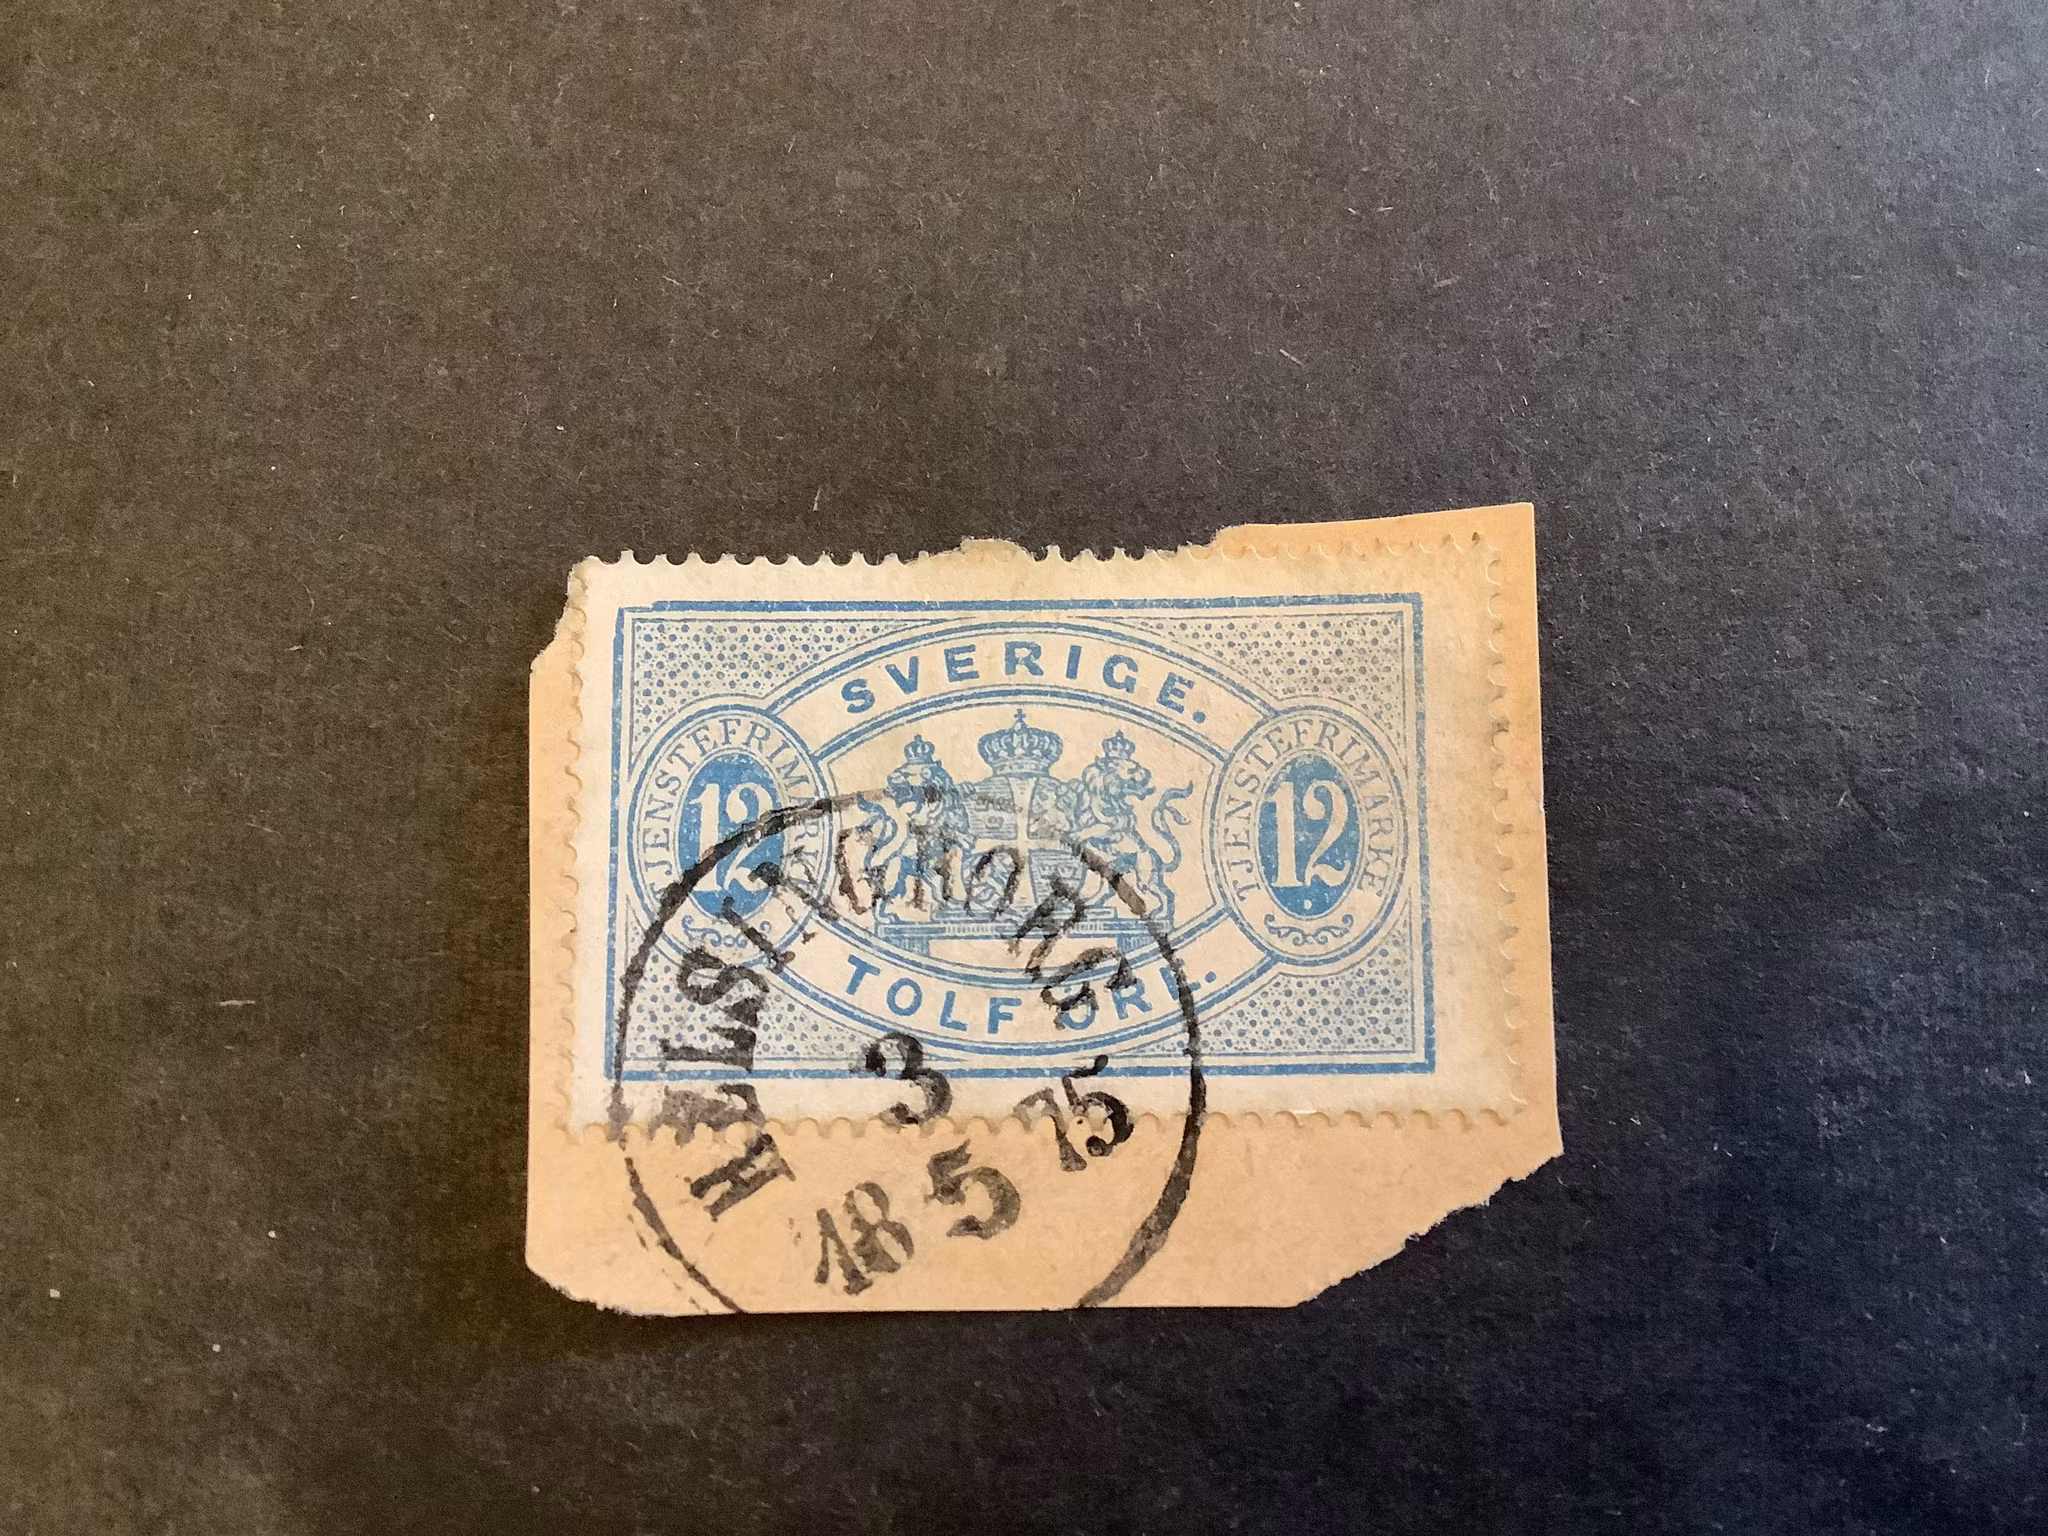 SVERIGE.
TJENSTEFRIMARKE
12
TJENSTEFRIMARKE
12
TOLF ÖRE.
HELSINGBORG
3
18 5 75